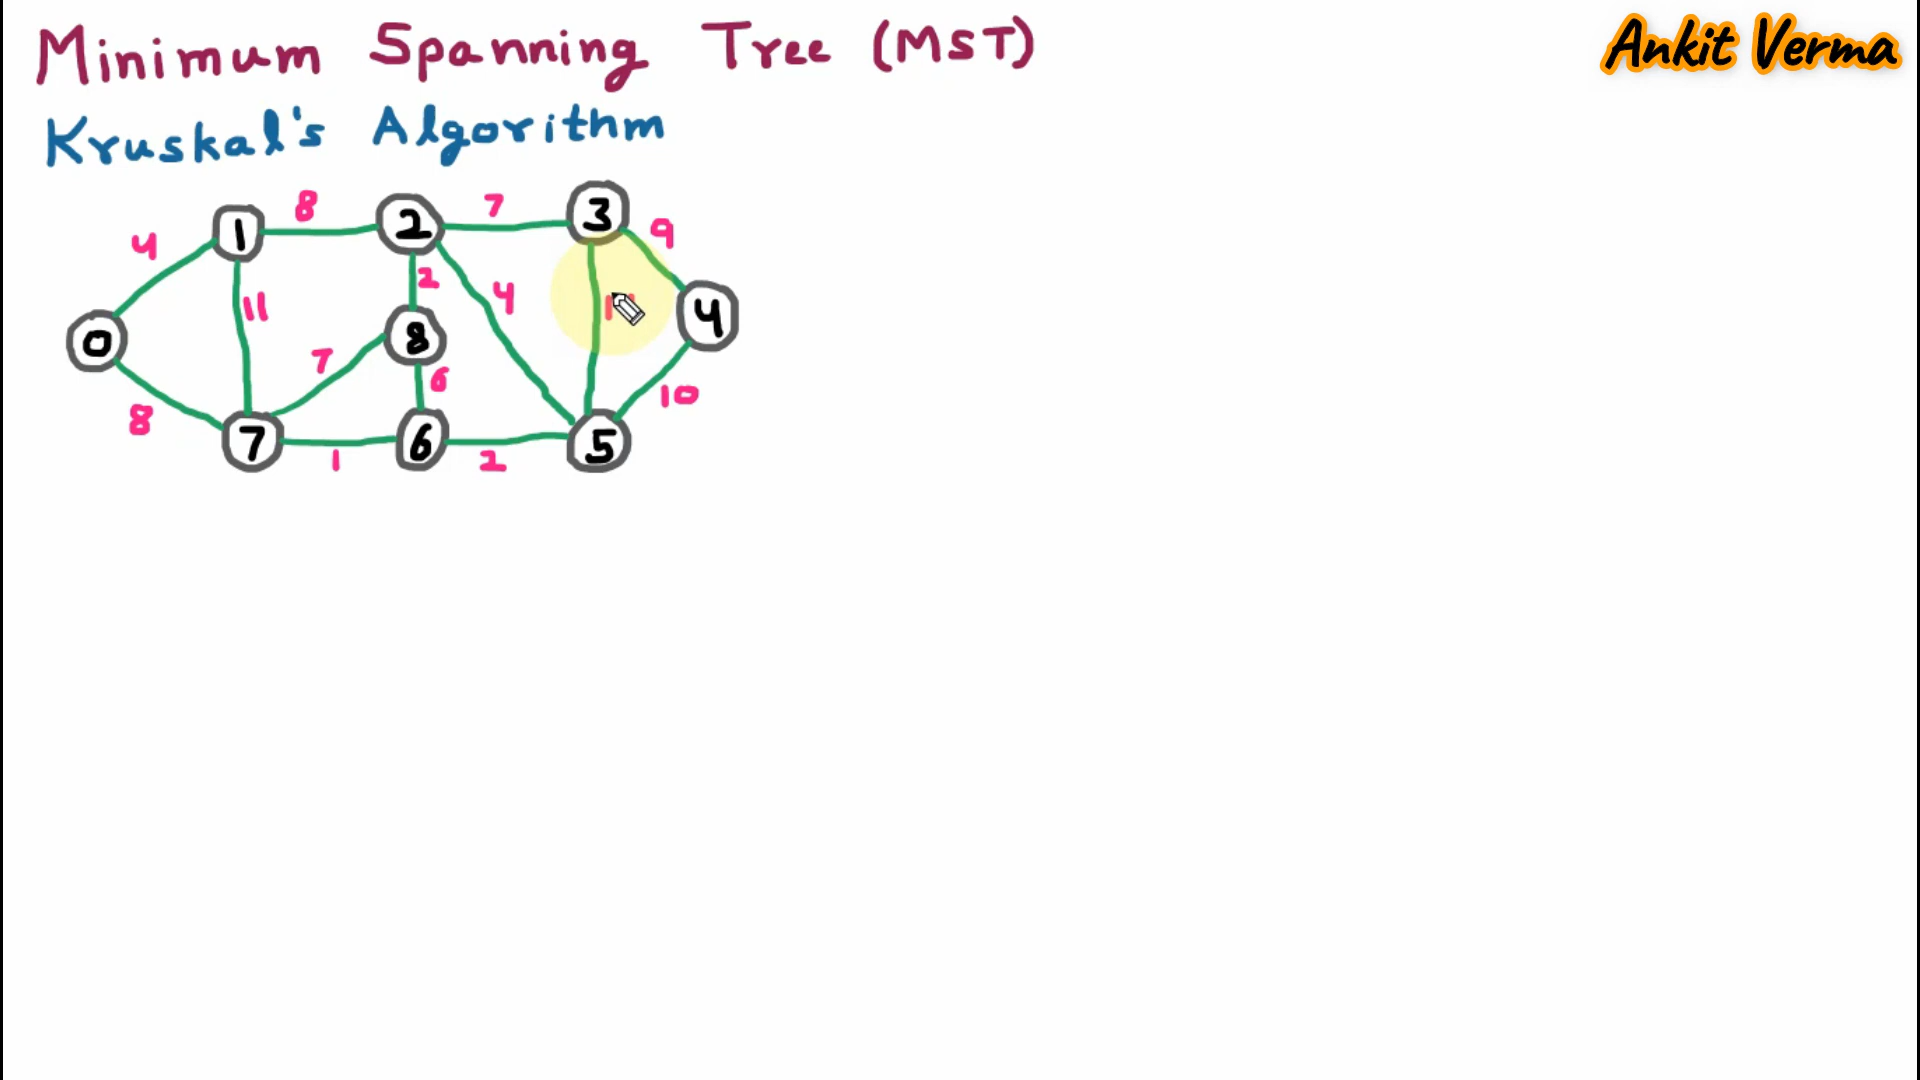 Minimum Spanning Tree (MST)
Ankit Verma
Kruskal's Algorithm
8 7
4 1 2 3 9
2 4
11
0 8 4
7 6
8 10
7 6 5
1 2